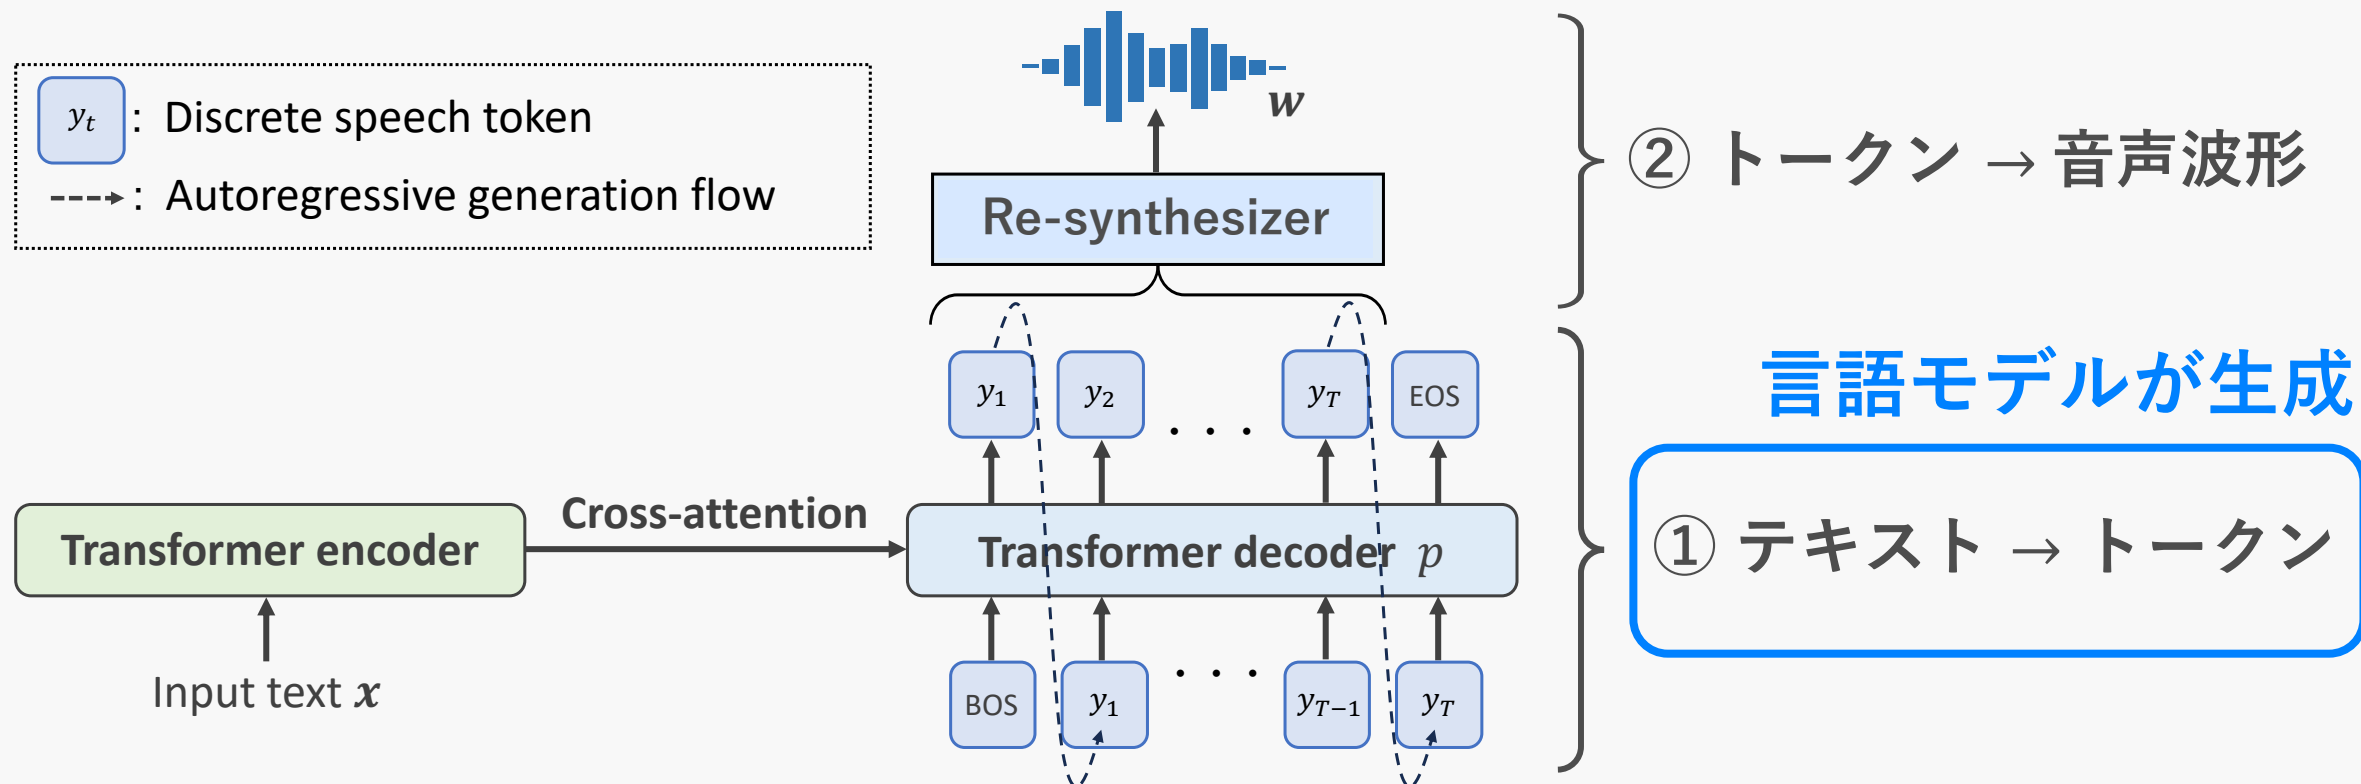 y_t : Discrete speech token
: Autoregressive generation flow
w
Re-synthesizer
② トークン → 音声波形
y_1 y_2 . . . y_T EOS
言語モデルが生成
Transformer encoder
Cross-attention
Transformer decoder p
① テキスト → トークン
Input text x
BOS y_1 . . . y_{T−1} y_T